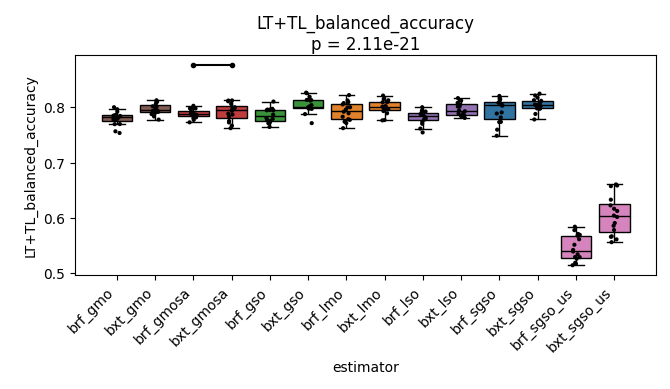 LT+TL_balanced_accuracy
p = 2.11e-21
LT+TL_balanced_accuracy
0.8
0.7
0.6
0.5
brf_gmo
bxt_gmo
brf_gmosa
bxt_gmosa
brf_gso
bxt_gso
brf_lmo
bxt_lmo
brf_lso
bxt_lso
brf_sgso
bxt_sgso
brf_sgso_us
bxt_sgso_us
estimator